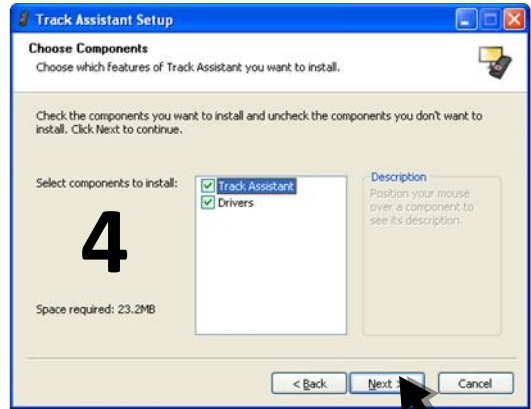 Track Assistant Setup
Choose Components
Choose which features of Track Assistant you want to install.
Check the components you want to install and uncheck the components you don't want to
install. Click Next to continue.
Select components to install:
Track Assistant
Drivers
Description
Position your mouse
over a component to
see its description.
4
Space required: 23.2MB
< Back
Next >
Cancel